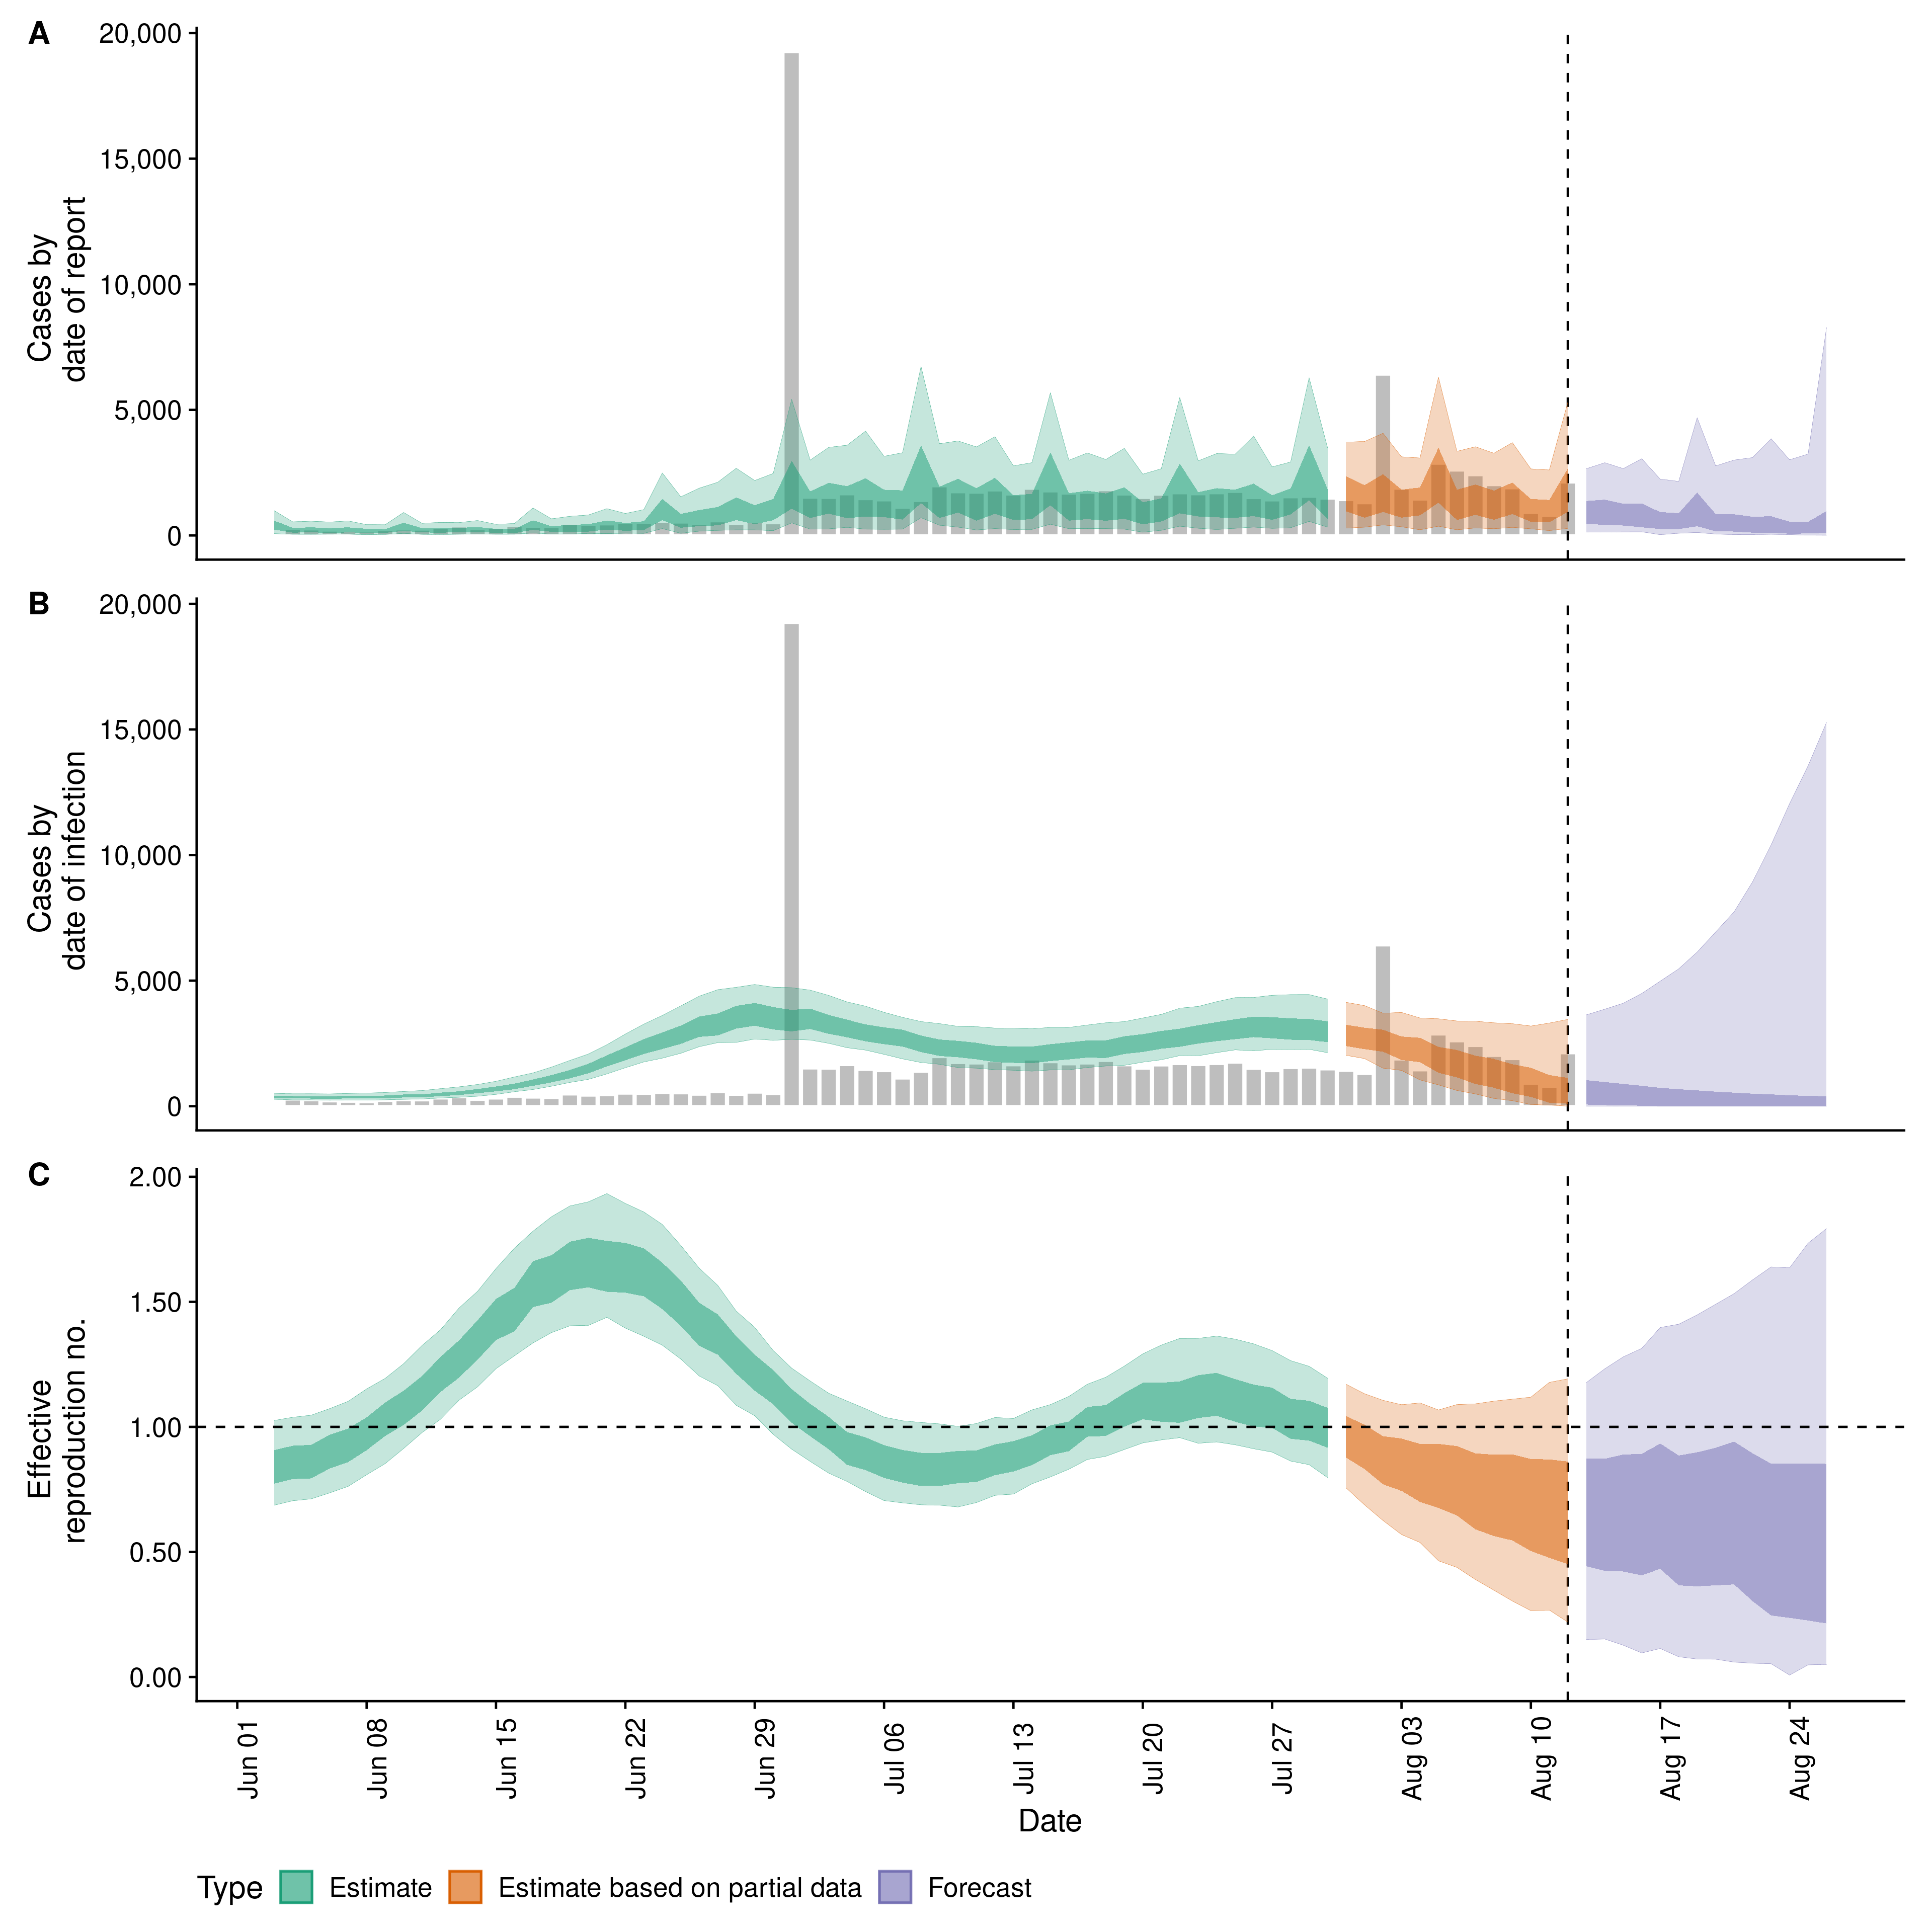 A
20,000
15,000
10,000
5,000
0
Cases by
date of report
B
20,000
15,000
10,000
5,000
0
Cases by
date of infection
C
2.00
1.50
1.00
0.50
0.00
Effective
reproduction no.
Jun 01
Jun 08
Jun 15
Jun 22
Jun 29
Jul 06
Jul 13
Jul 20
Jul 27
Aug 03
Aug 10
Aug 17
Aug 24
Date
Type Estimate Estimate based on partial data Forecast